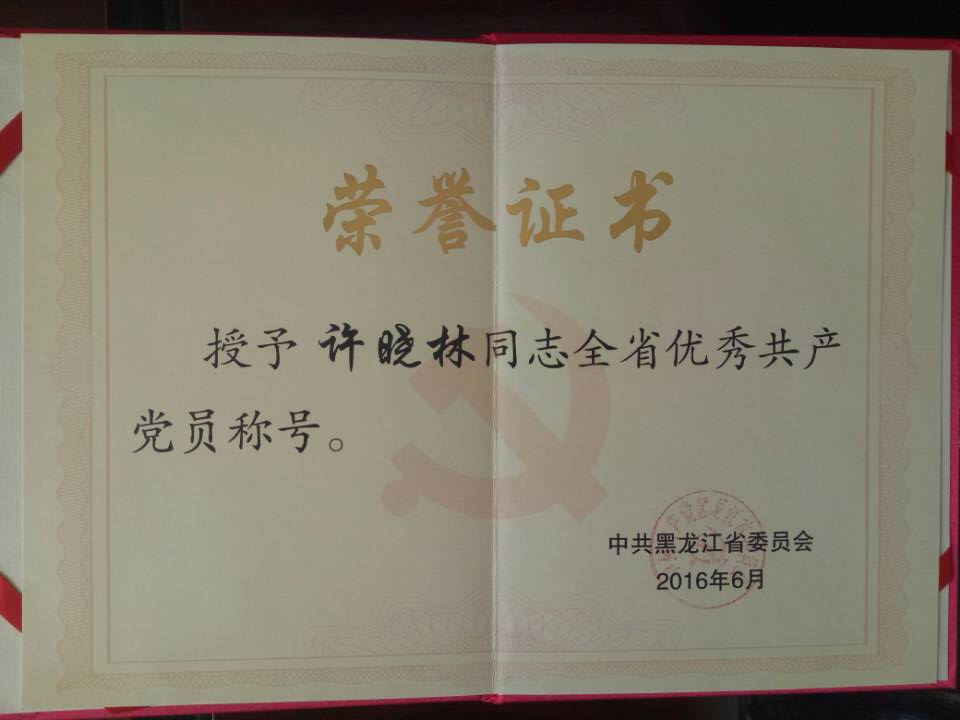 荣誉证书
授予 许晓林同志全省优秀共产
党员称号。
中共黑龙江省委员会
2016年6月